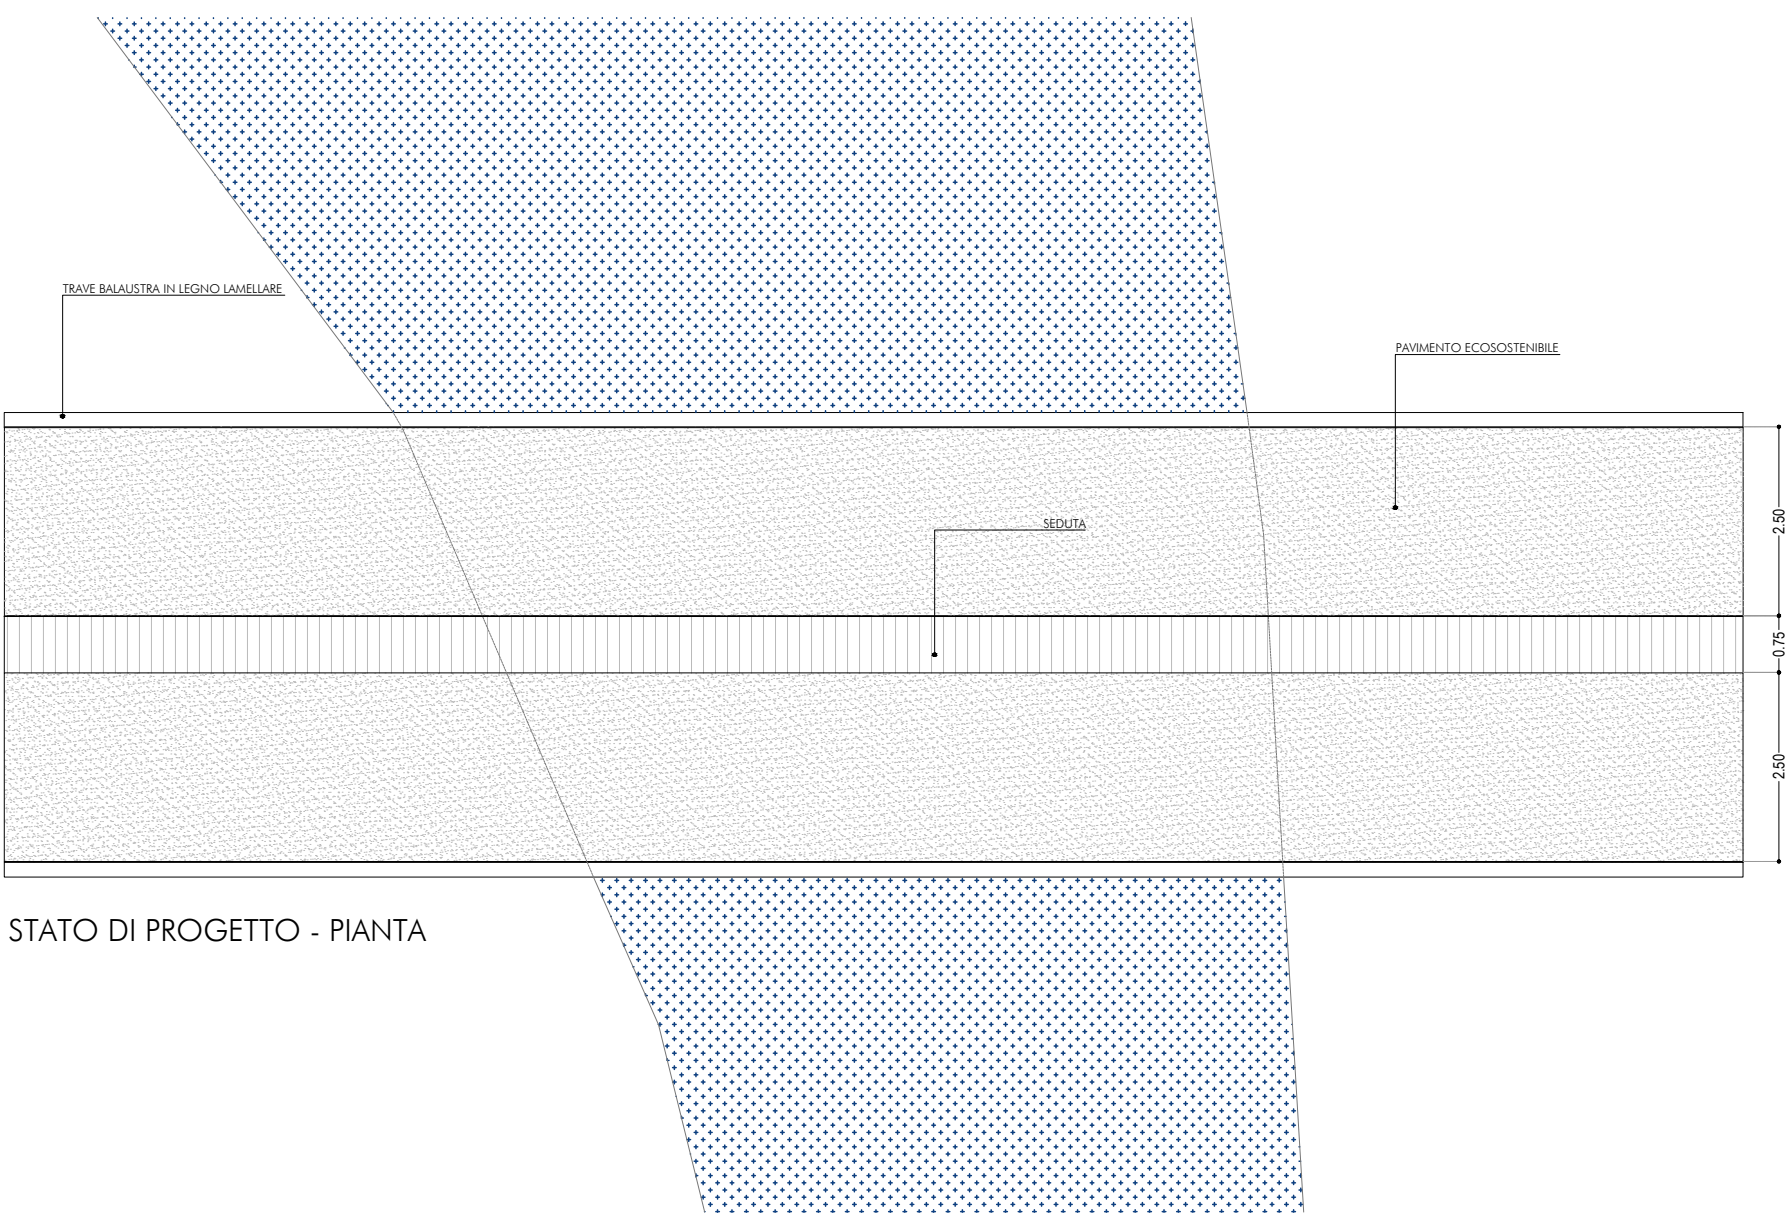 TRAVE BALAUSTRA IN LEGNO LAMELLARE
PAVIMENTO ECOSOSTENIBILE
SEDUTA
2.50
0.75
2.50
STATO DI PROGETTO - PIANTA